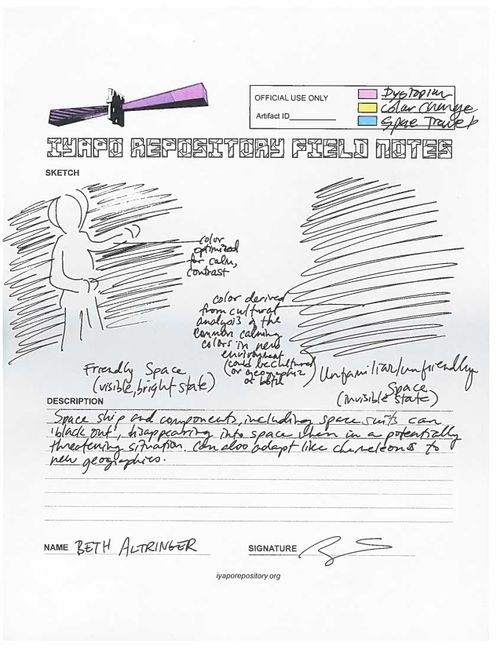 OFFICIAL USE ONLY
Artifact ID
Dystopian
Color Change
Space Travel
IYAPO REPOSITORY FIELD NOTES
SKETCH
color
optimized
for calm,
contrast
color derived
from cultural
analysis of the
common calming
colors in new
environment
(could be cultural
or geographic
or both)
Friendly Space
(visible, bright state)
Unfamiliar/unfriendly
Space
(invisible state)
DESCRIPTION
Space ship and components, including space suits can
"black out", disappearing into space when in a potentially
threatening situation. Can also adapt like chameleons to
new geographies.
NAME BETH ALTRINGER
SIGNATURE
iyaporepository.org